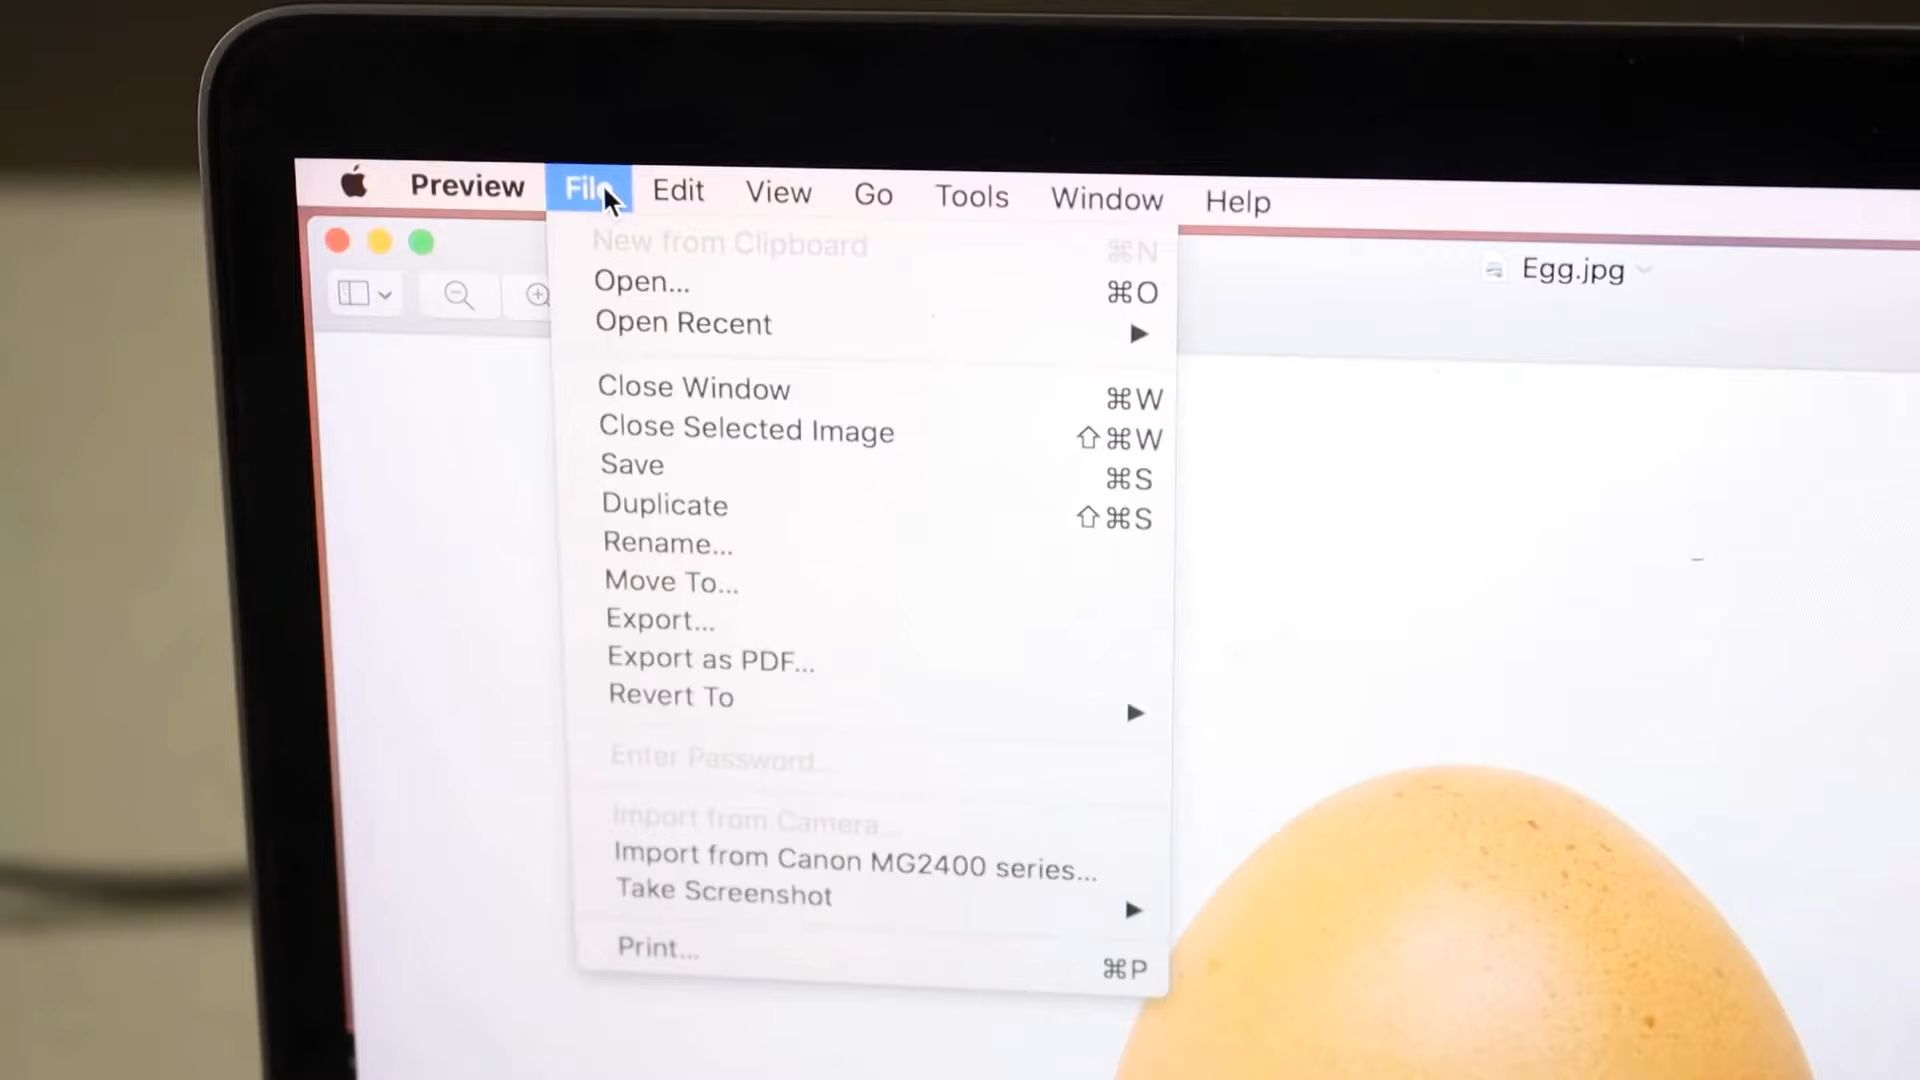 Preview File Edit View Go Tools Window Help
Egg.jpg
New from Clipboard ⌘N
Open... ⌘O
Open Recent ▶
Close Window ⌘W
Close Selected Image ⇧⌘W
Save ⌘S
Duplicate ⇧⌘S
Rename...
Move To...
Export...
Export as PDF...
Revert To ▶
Enter Password...
Import from Camera...
Import from Canon MG2400 series...
Take Screenshot ▶
Print... ⌘P